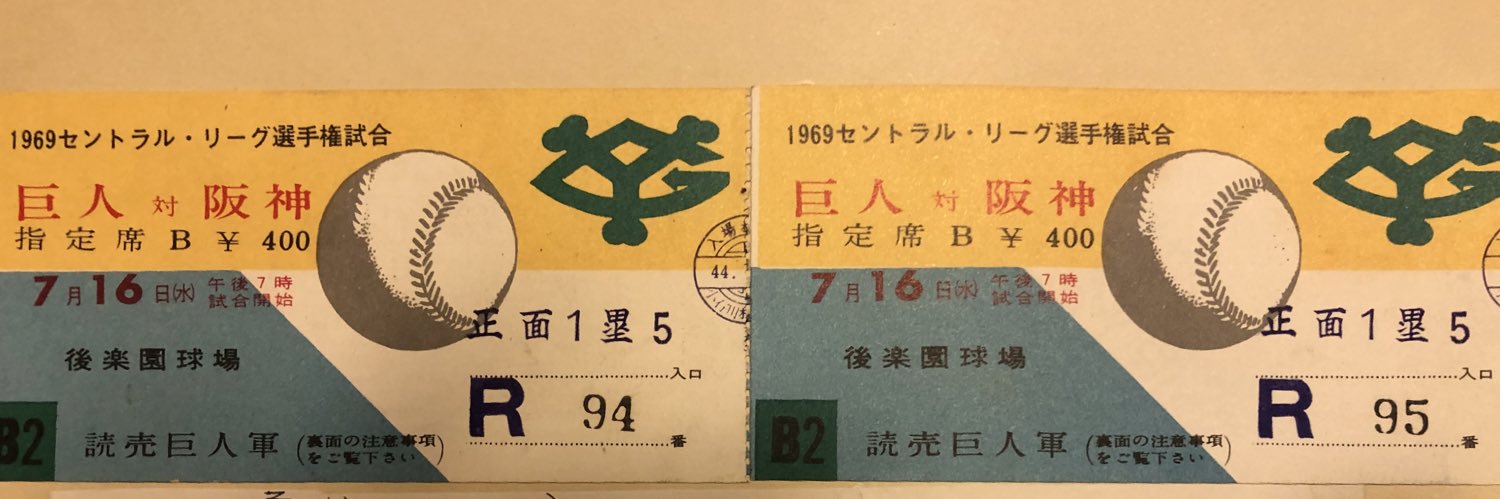 1969セントラル・リーグ選手権試合
巨人 対 阪神
指定席B ¥ 400
7月16日(水) 午後7時
試合開始
44.
後楽園球場
正面1塁5
入口
R 94
番
B2
読売巨人軍 (裏面の注意事項
をご覧下さい)
1969セントラル・リーグ選手権試合
巨人 対 阪神
指定席B ¥ 400
7月16日(水) 午後7時
試合開始
後楽園球場
正面1塁5
入口
R 95
番
B2
読売巨人軍 (裏面の注意事項
をご覧下さい)